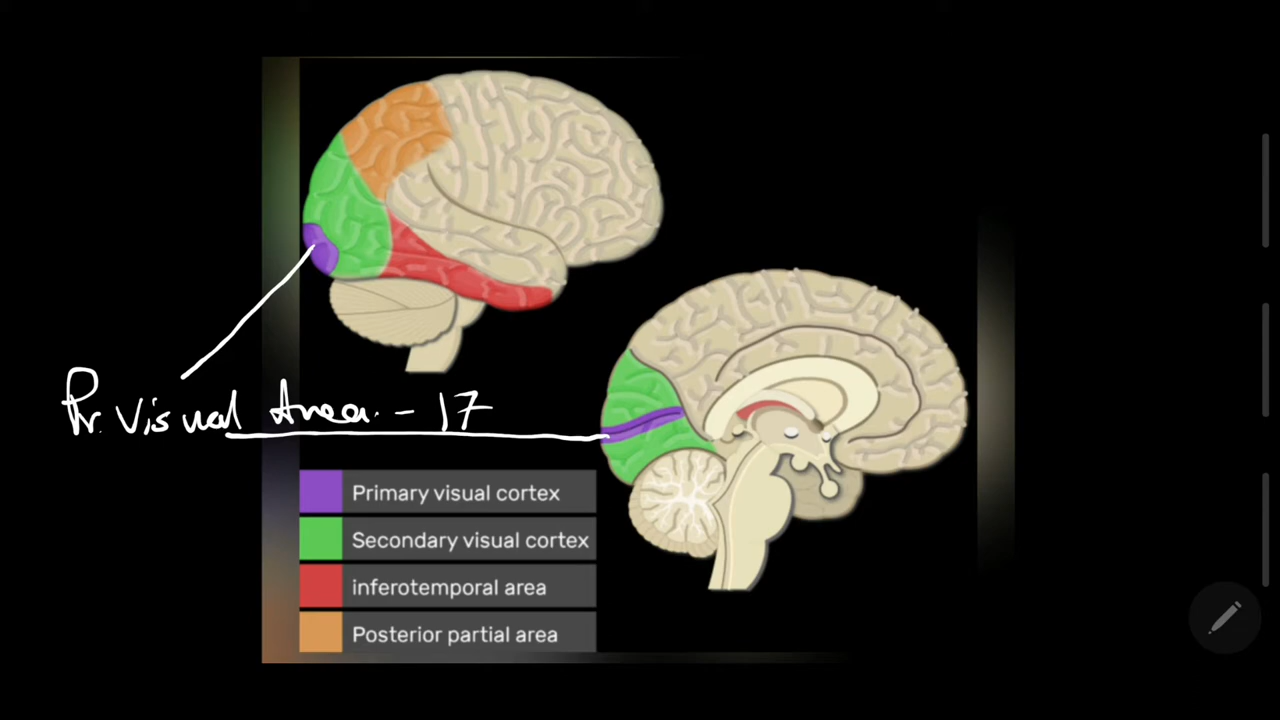 Pr. Visual Area. - 17
Primary visual cortex
Secondary visual cortex
inferotemporal area
Posterior partial area